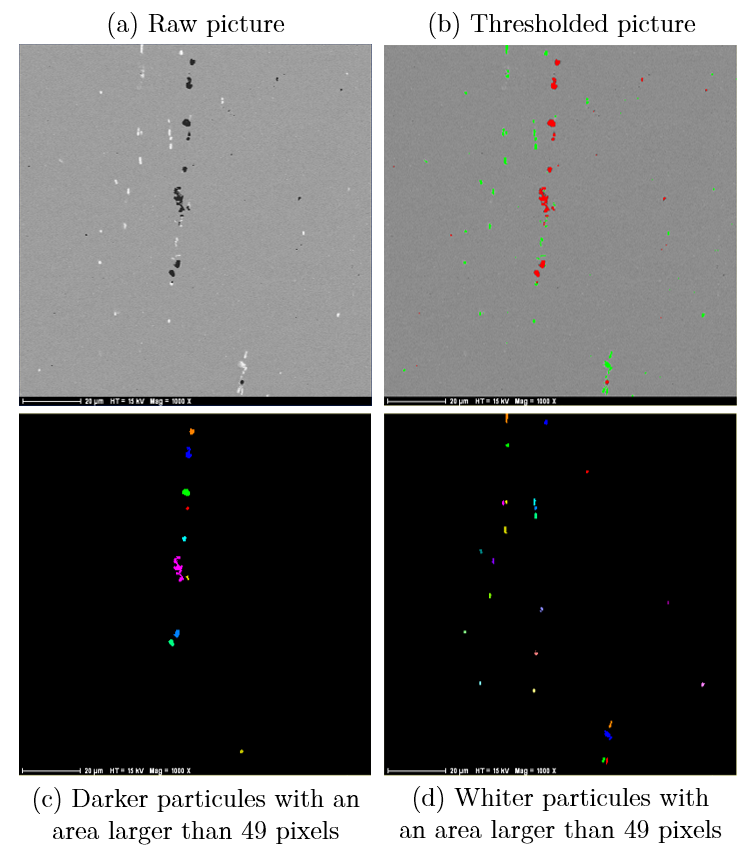 (a) Raw picture
(b) Thresholded picture
20 µm HT = 15 kV Mag = 1000 X
20 µm HT = 15 kV Mag = 1000 X
20 µm HT = 15 kV Mag = 1000 X
20 µm HT = 15 kV Mag = 1000 X
(c) Darker particules with an
area larger than 49 pixels
(d) Whiter particules with
an area larger than 49 pixels